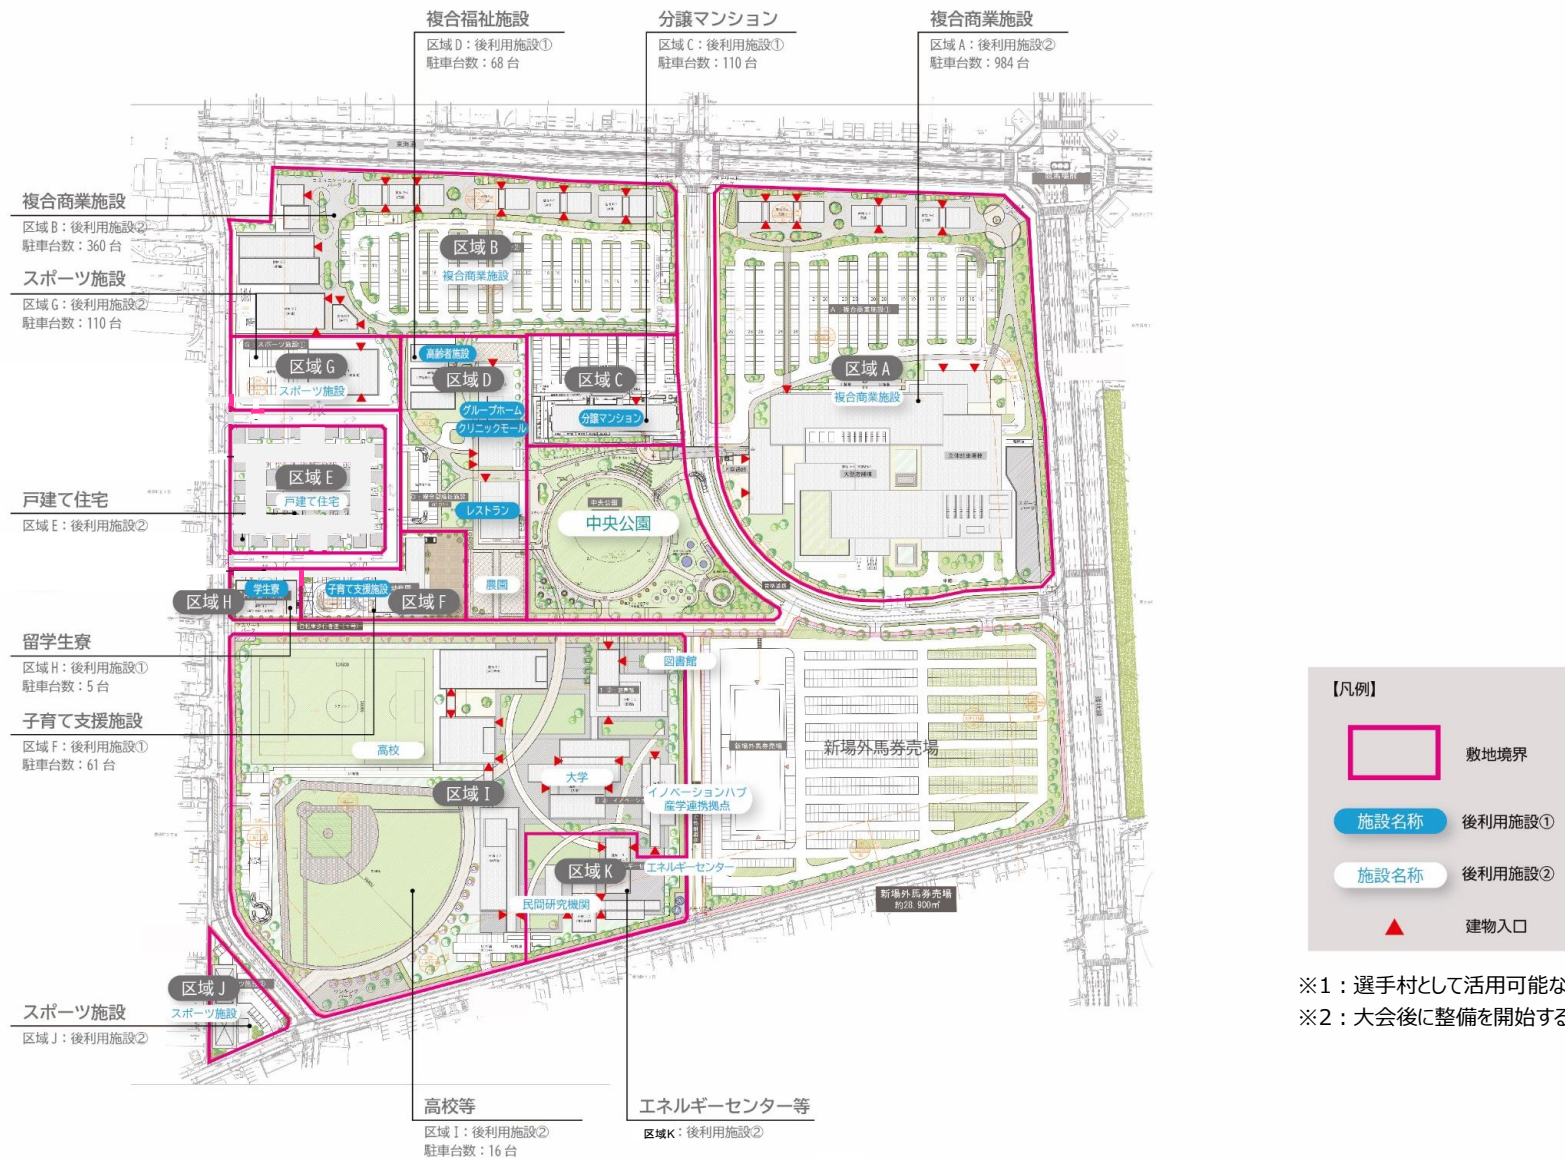 複合福祉施設
区域D：後利用施設①
駐車台数：68台
分譲マンション
区域C：後利用施設①
駐車台数：110台
複合商業施設
区域A：後利用施設②
駐車台数：984台
複合商業施設
区域B：後利用施設②
駐車台数：360台
スポーツ施設
区域G：後利用施設②
駐車台数：110台
戸建て住宅
区域E：後利用施設②
留学生寮
区域H：後利用施設①
駐車台数：5台
子育て支援施設
区域F：後利用施設①
駐車台数：61台
スポーツ施設
区域J：後利用施設②
高校等
区域I：後利用施設②
駐車台数：16台
エネルギーセンター等
区域K：後利用施設②
区域B
複合商業施設
区域G
スポーツ施設
高齢者施設
区域D
グループホーム
クリニックモール
レストラン
農園
区域C
分譲マンション
区域A
複合商業施設
区域E
戸建て住宅
中央公園
中央公園
区域H
学生寮
子育て支援施設
区域F
図書館
高校
大学
区域I
イノベーションハブ
産学連携拠点
区域K
エネルギーセンター
民間研究機関
区域J
スポーツ施設
新場外馬券売場
新場外馬券売場
新場外馬券売場
約28,900㎡
【凡例】
敷地境界
施設名称
後利用施設①
施設名称
後利用施設②
建物入口
※1：選手村として活用可能な
※2：大会後に整備を開始する